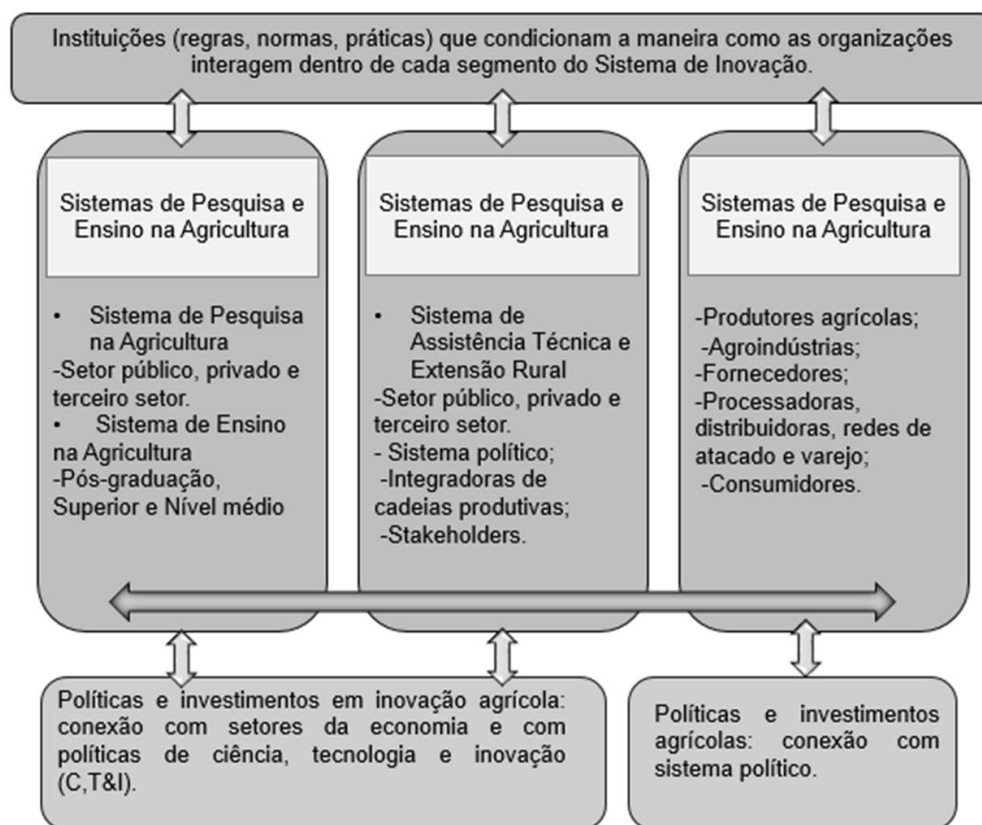 Instituições (regras, normas, práticas) que condicionam a maneira como as organizações
interagem dentro de cada segmento do Sistema de Inovação.
Sistemas de Pesquisa e
Ensino na Agricultura
• Sistema de Pesquisa
na Agricultura
-Setor público, privado e
terceiro setor.
• Sistema de Ensino
na Agricultura
-Pós-graduação,
Superior e Nível médio
Sistemas de Pesquisa e
Ensino na Agricultura
• Sistema de
Assistência Técnica e
Extensão Rural
-Setor público, privado e
terceiro setor.
- Sistema político;
-Integradoras de
cadeias produtivas;
-Stakeholders.
Sistemas de Pesquisa e
Ensino na Agricultura
-Produtores agrícolas;
-Agroindústrias;
-Fornecedores;
-Processadoras,
distribuidoras, redes de
atacado e varejo;
-Consumidores.
Políticas e investimentos em inovação agrícola:
conexão com setores da economia e com
políticas de ciência, tecnologia e inovação
(C,T&I).
Políticas e investimentos
agrícolas: conexão com
sistema político.